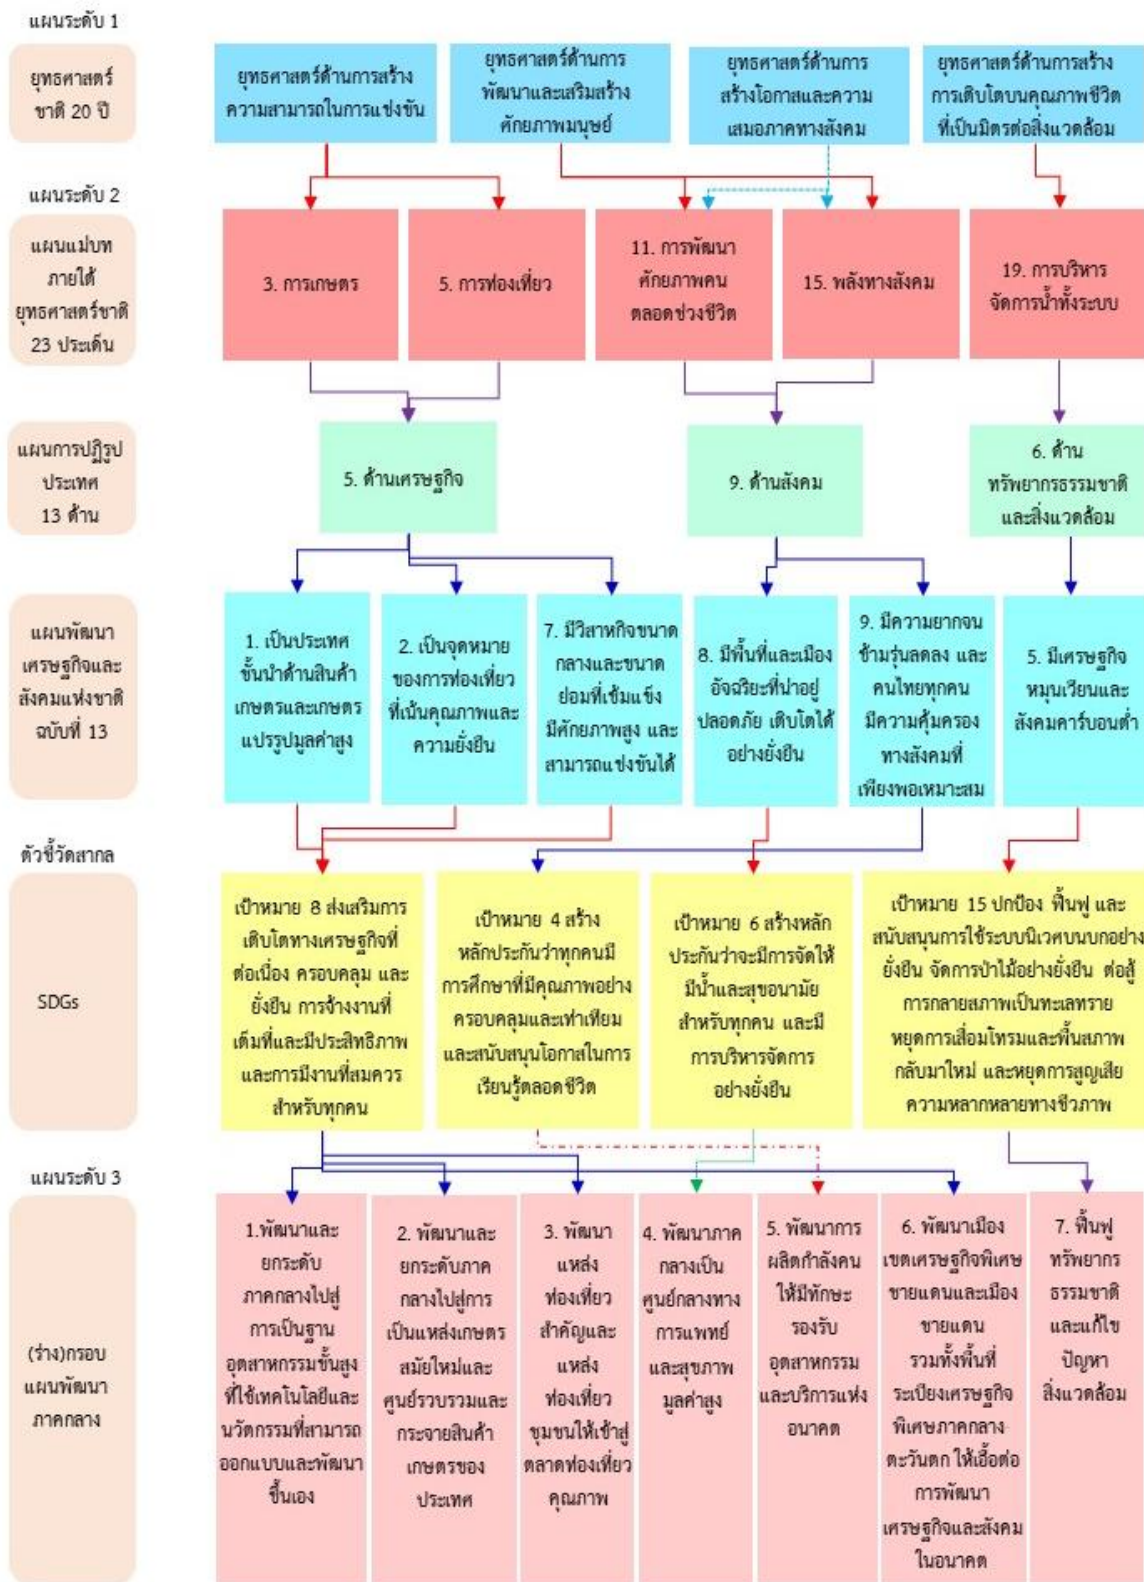 แผนระดับ 1
ยุทธศาสตร์
ชาติ 20 ปี
ยุทธศาสตร์ด้านการสร้าง
ความสามารถในการแข่งขัน
ยุทธศาสตร์ด้านการ
พัฒนาและเสริมสร้าง
ศักยภาพมนุษย์
ยุทธศาสตร์ด้านการ
สร้างโอกาสและความ
เสมอภาคทางสังคม
ยุทธศาสตร์ด้านการสร้าง
การเติบโตบนคุณภาพชีวิต
ที่เป็นมิตรต่อสิ่งแวดล้อม
แผนระดับ 2
แผนแม่บท
ภายใต้
ยุทธศาสตร์ชาติ
23 ประเด็น
3. การเกษตร
5. การท่องเที่ยว
11. การพัฒนา
ศักยภาพคน
ตลอดช่วงชีวิต
15. พลังทางสังคม
19. การบริหาร
จัดการน้ำทั้งระบบ
แผนการปฏิรูป
ประเทศ
13 ด้าน
5. ด้านเศรษฐกิจ
9. ด้านสังคม
6. ด้าน
ทรัพยากรธรรมชาติ
และสิ่งแวดล้อม
แผนพัฒนา
เศรษฐกิจและ
สังคมแห่งชาติ
ฉบับที่ 13
1. เป็นประเทศ
ชั้นนำด้านสินค้า
เกษตรและเกษตร
แปรรูปมูลค่าสูง
2. เป็นจุดหมาย
ของการท่องเที่ยว
ที่เน้นคุณภาพและ
ความยั่งยืน
7. มีวิสาหกิจขนาด
กลางและขนาด
ย่อมที่เข้มแข็ง
มีศักยภาพสูง และ
สามารถแข่งขันได้
8. มีพื้นที่และเมือง
อัจฉริยะที่น่าอยู่
ปลอดภัย เติบโตได้
อย่างยั่งยืน
9. มีความยากจน
ข้ามรุ่นลดลง และ
คนไทยทุกคน
มีความคุ้มครอง
ทางสังคมที่
เพียงพอเหมาะสม
5. มีเศรษฐกิจ
หมุนเวียนและ
สังคมคาร์บอนต่ำ
ตัวชี้วัดสากล
SDGs
เป้าหมาย 8 ส่งเสริมการ
เติบโตทางเศรษฐกิจที่
ต่อเนื่อง ครอบคลุม และ
ยั่งยืน การจ้างงานที่
เต็มที่และมีประสิทธิภาพ
และการมีงานที่สมควร
สำหรับทุกคน
เป้าหมาย 4 สร้าง
หลักประกันว่าทุกคนมี
การศึกษาที่มีคุณภาพอย่าง
ครอบคลุมและเท่าเทียม
และสนับสนุนโอกาสในการ
เรียนรู้ตลอดชีวิต
เป้าหมาย 6 สร้างหลัก
ประกันว่าจะมีการจัดให้
มีน้ำและสุขอนามัย
สำหรับทุกคน และมี
การบริหารจัดการ
อย่างยั่งยืน
เป้าหมาย 15 ปกป้อง ฟื้นฟู และ
สนับสนุนการใช้ระบบนิเวศบนบกอย่าง
ยั่งยืน จัดการป่าไม้อย่างยั่งยืน ต่อสู้
การกลายสภาพเป็นทะเลทราย
หยุดการเสื่อมโทรมและฟื้นสภาพ
กลับมาใหม่ และหยุดการสูญเสีย
ความหลากหลายทางชีวภาพ
แผนระดับ 3
(ร่าง)กรอบ
แผนพัฒนา
ภาคกลาง
1.พัฒนาและ
ยกระดับ
ภาคกลางไปสู่
การเป็นฐาน
อุตสาหกรรมขั้นสูง
ที่ใช้เทคโนโลยีและ
นวัตกรรมที่สามารถ
ออกแบบและพัฒนา
ขึ้นเอง
2. พัฒนาและ
ยกระดับภาค
กลางไปสู่การ
เป็นแหล่งเกษตร
สมัยใหม่และ
ศูนย์รวบรวมและ
กระจายสินค้า
เกษตรของ
ประเทศ
3. พัฒนา
แหล่ง
ท่องเที่ยว
สำคัญและ
แหล่ง
ท่องเที่ยว
ชุมชนให้เข้าสู่
ตลาดท่องเที่ยว
คุณภาพ
4. พัฒนาภาค
กลางเป็น
ศูนย์กลางทาง
การแพทย์
และสุขภาพ
มูลค่าสูง
5. พัฒนาการ
ผลิตกำลังคน
ให้มีทักษะ
รองรับ
อุตสาหกรรม
และบริการแห่ง
อนาคต
6. พัฒนาเมือง
เขตเศรษฐกิจพิเศษ
ชายแดนและเมือง
ชายแดน
รวมทั้งพื้นที่
ระเบียงเศรษฐกิจ
พิเศษภาคกลาง
ตะวันตก ให้เอื้อต่อ
การพัฒนา
เศรษฐกิจและสังคม
ในอนาคต
7. ฟื้นฟู
ทรัพยากร
ธรรมชาติ
และแก้ไข
ปัญหา
สิ่งแวดล้อม